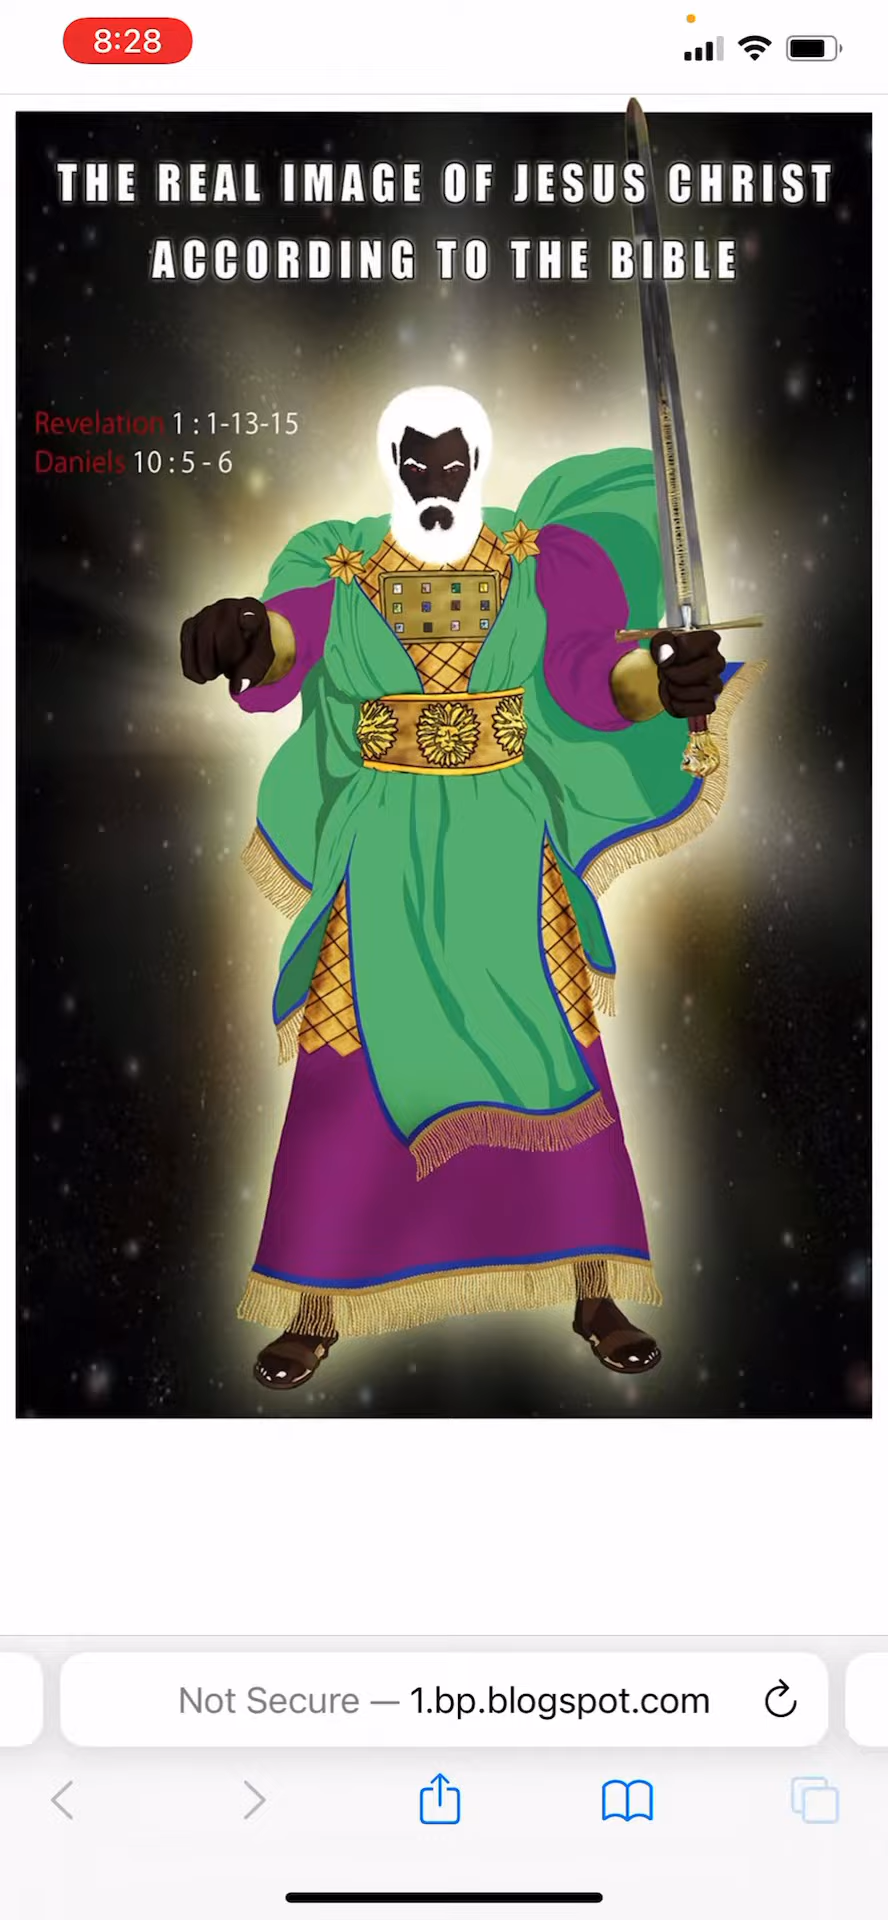 8:28
THE REAL IMAGE OF JESUS CHRIST
ACCORDING TO THE BIBLE
Revelation 1 : 1-13-15
Daniels 10 : 5 - 6
Not Secure — 1.bp.blogspot.com